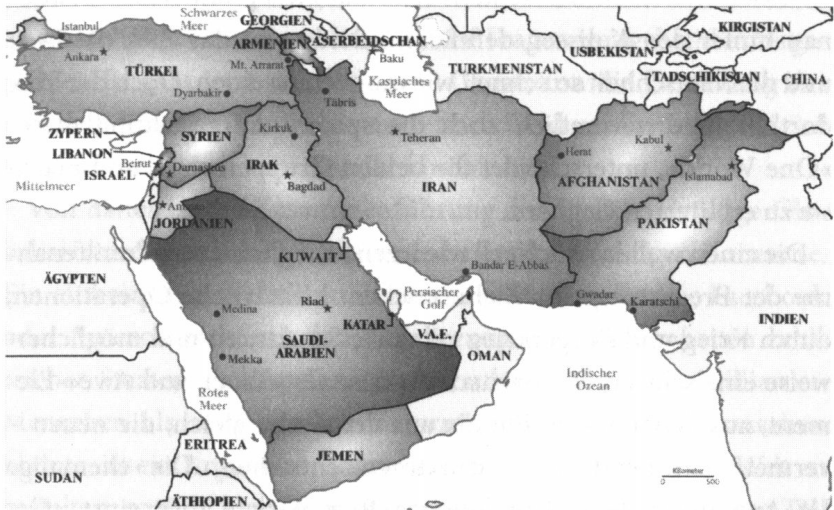 Schwarzes
Meer
GEORGIEN
KIRGISTAN
Istanbul
ARMENIEN
ASERBEIDSCHAN
USBEKISTAN
Ankara
Mt. Arrarat
Baku
TURKMENISTAN
TADSCHIKISTAN
CHINA
TÜRKEI
Kaspisches
Meer
Dyarbakir
Täbris
ZYPERN
SYRIEN
Kirkuk
Teheran
Herat
Kabul
LIBANON
Beirut
Damaskus
IRAK
Islamabad
ISRAEL
Bagdad
IRAN
AFGHANISTAN
Mittelmeer
JORDANIEN
PAKISTAN
KUWAIT
ÄGYPTEN
Bandar E-Abbas
Persischer
Golf
Gwadar
Karatschi
Medina
Riad
KATAR
INDIEN
V.A.E.
SAUDI-
ARABIEN
OMAN
Mekka
Indischer
Ozean
Rotes
Meer
ERITREA
JEMEN
SUDAN
Kilometer
0 500
ÄTHIOPIEN